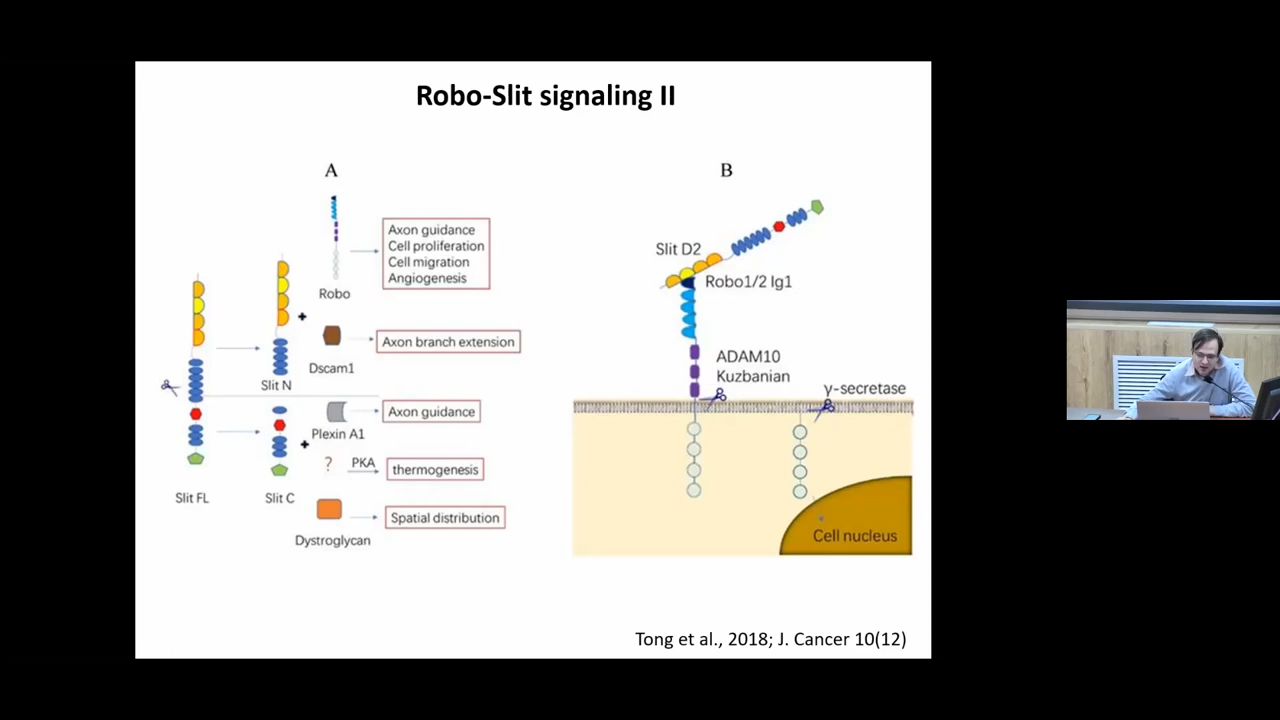 Robo-Slit signaling II
A
Axon guidance
Cell proliferation
Cell migration
Angiogenesis
Robo
Axon branch extension
Dscam1
Slit N
Axon guidance
Plexin A1
?
PKA
thermogenesis
Slit FL
Slit C
Spatial distribution
Dystroglycan
B
Slit D2
Robo1/2 Ig1
ADAM10
Kuzbanian
γ-secretase
Cell nucleus
Tong et al., 2018; J. Cancer 10(12)